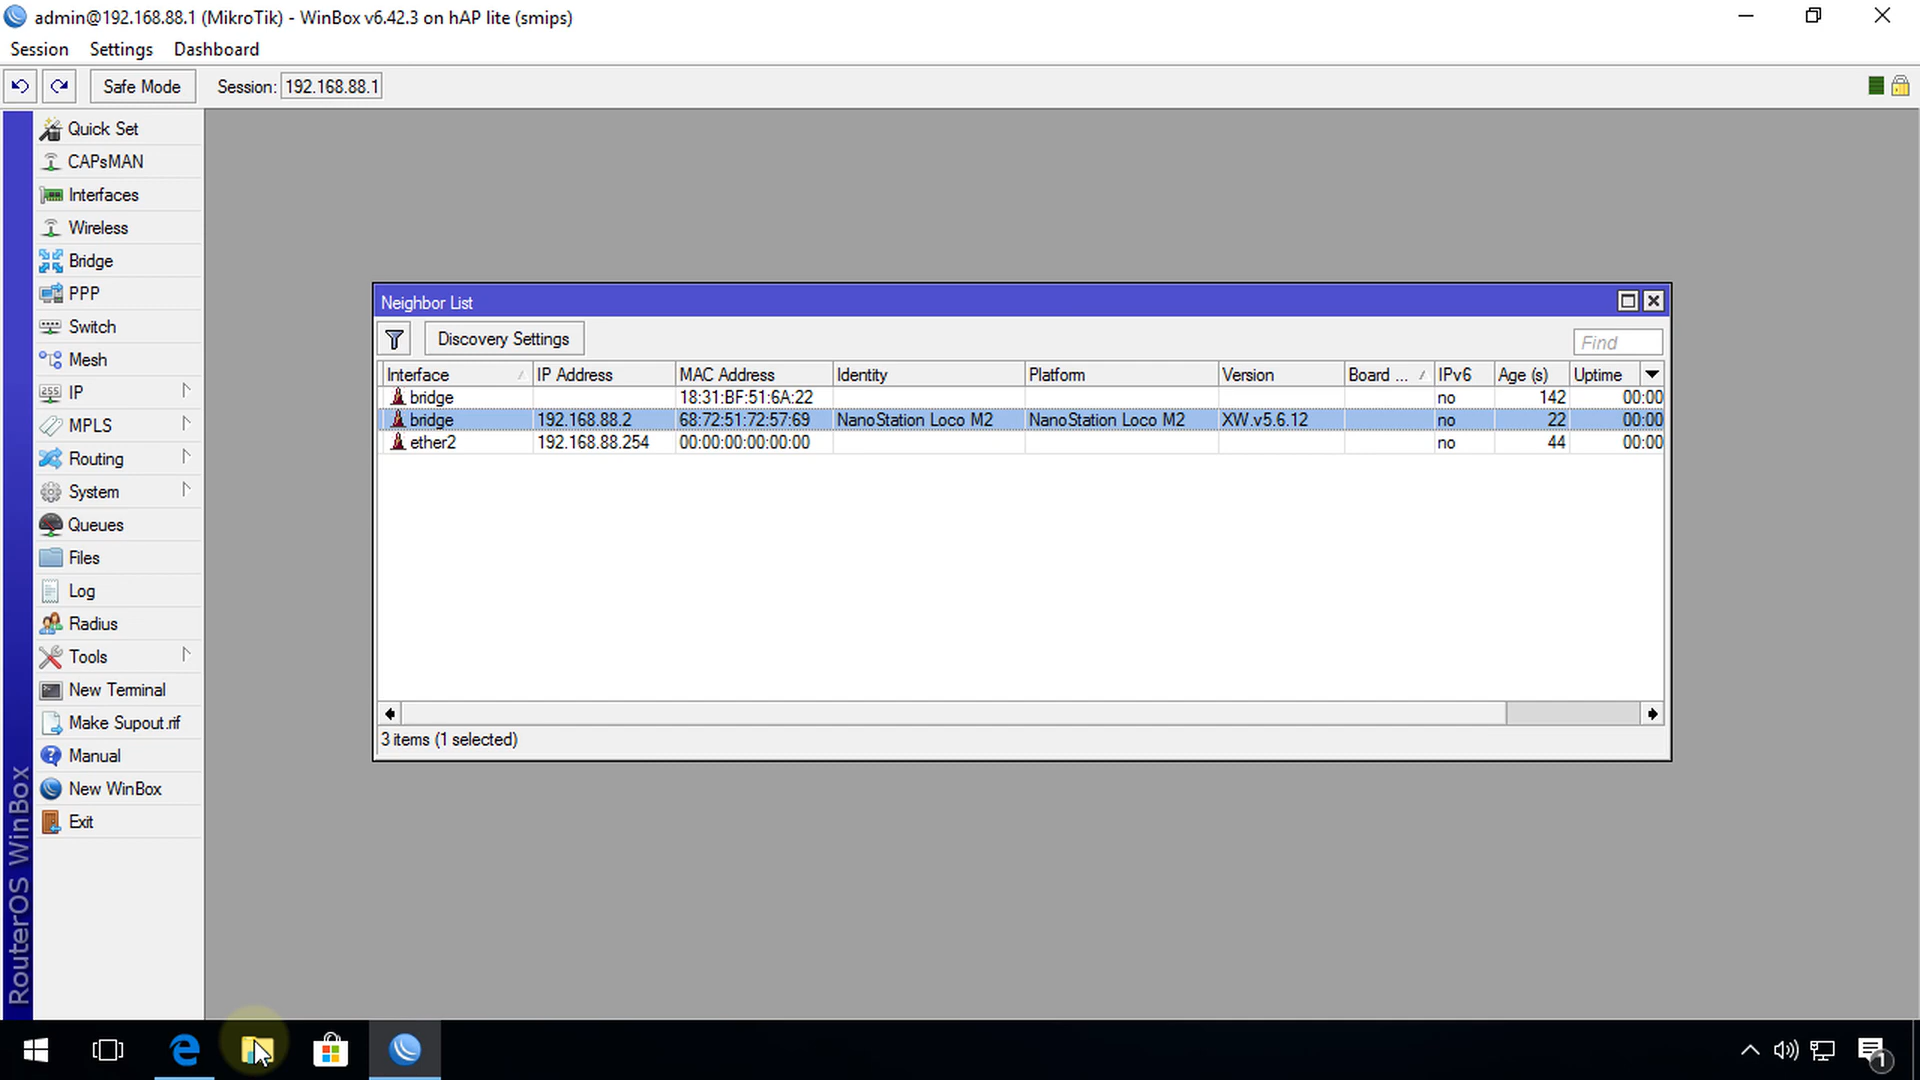 admin@192.168.88.1 (MikroTik) - WinBox v6.42.3 on hAP lite (smips)
Session Settings Dashboard
Safe Mode Session: 192.168.88.1
Quick Set
CAPsMAN
Interfaces
Wireless
Bridge
PPP
Switch
Mesh
IP
MPLS
Routing
System
Queues
Files
Log
Radius
Tools
New Terminal
Make Supout.rif
Manual
New WinBox
Exit
RouterOS WinBox
Neighbor List
Discovery Settings Find
Interface IP Address MAC Address Identity Platform Version Board ... IPv6 Age (s) Uptime
bridge 18:31:BF:51:6A:22 no 142 00:00
bridge 192.168.88.2 68:72:51:72:57:69 NanoStation Loco M2 NanoStation Loco M2 XW.v5.6.12 no 22 00:00
ether2 192.168.88.254 00:00:00:00:00:00 no 44 00:00
3 items (1 selected)
1